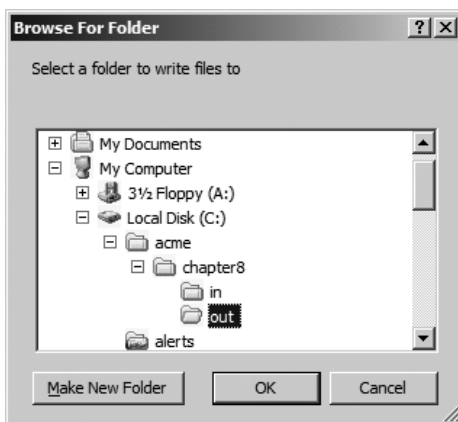 Browse For Folder
Select a folder to write files to
My Documents
My Computer
3½ Floppy (A:)
Local Disk (C:)
acme
chapter8
in
out
alerts
Make New Folder OK Cancel